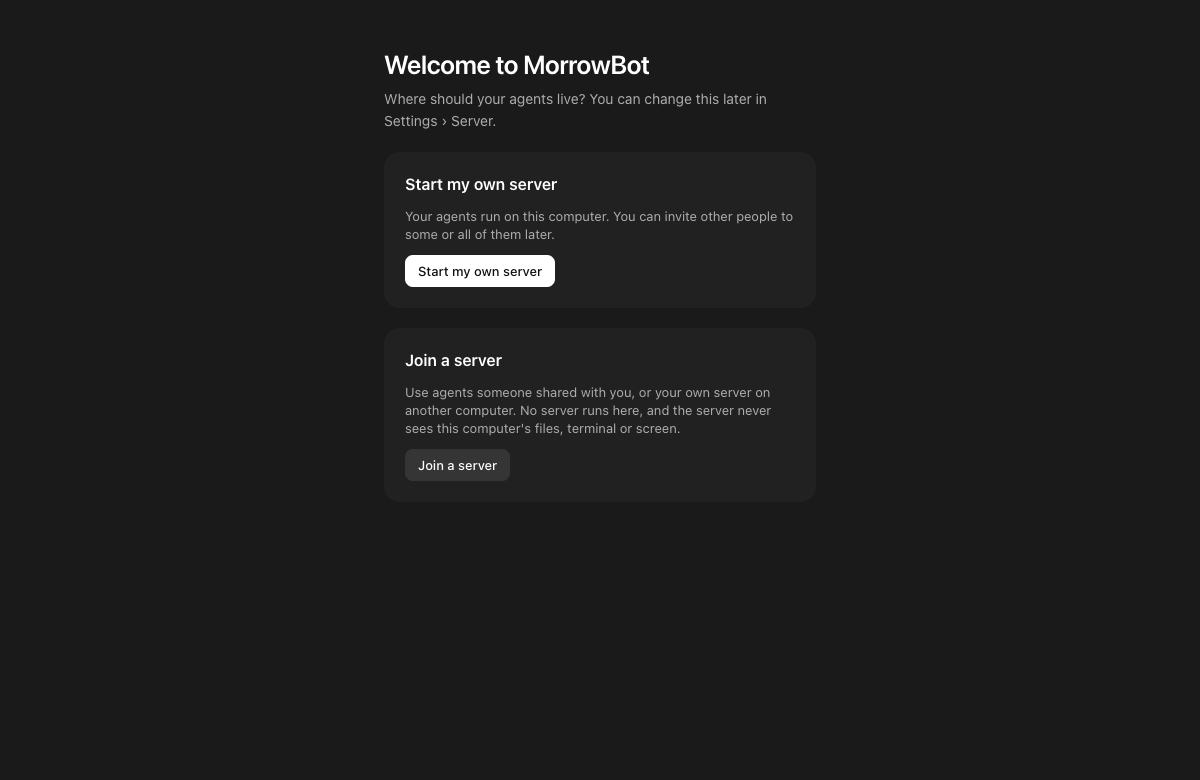 Welcome to MorrowBot
Where should your agents live? You can change this later in
Settings › Server.
Start my own server
Your agents run on this computer. You can invite other people to
some or all of them later.
Start my own server
Join a server
Use agents someone shared with you, or your own server on
another computer. No server runs here, and the server never
sees this computer's files, terminal or screen.
Join a server